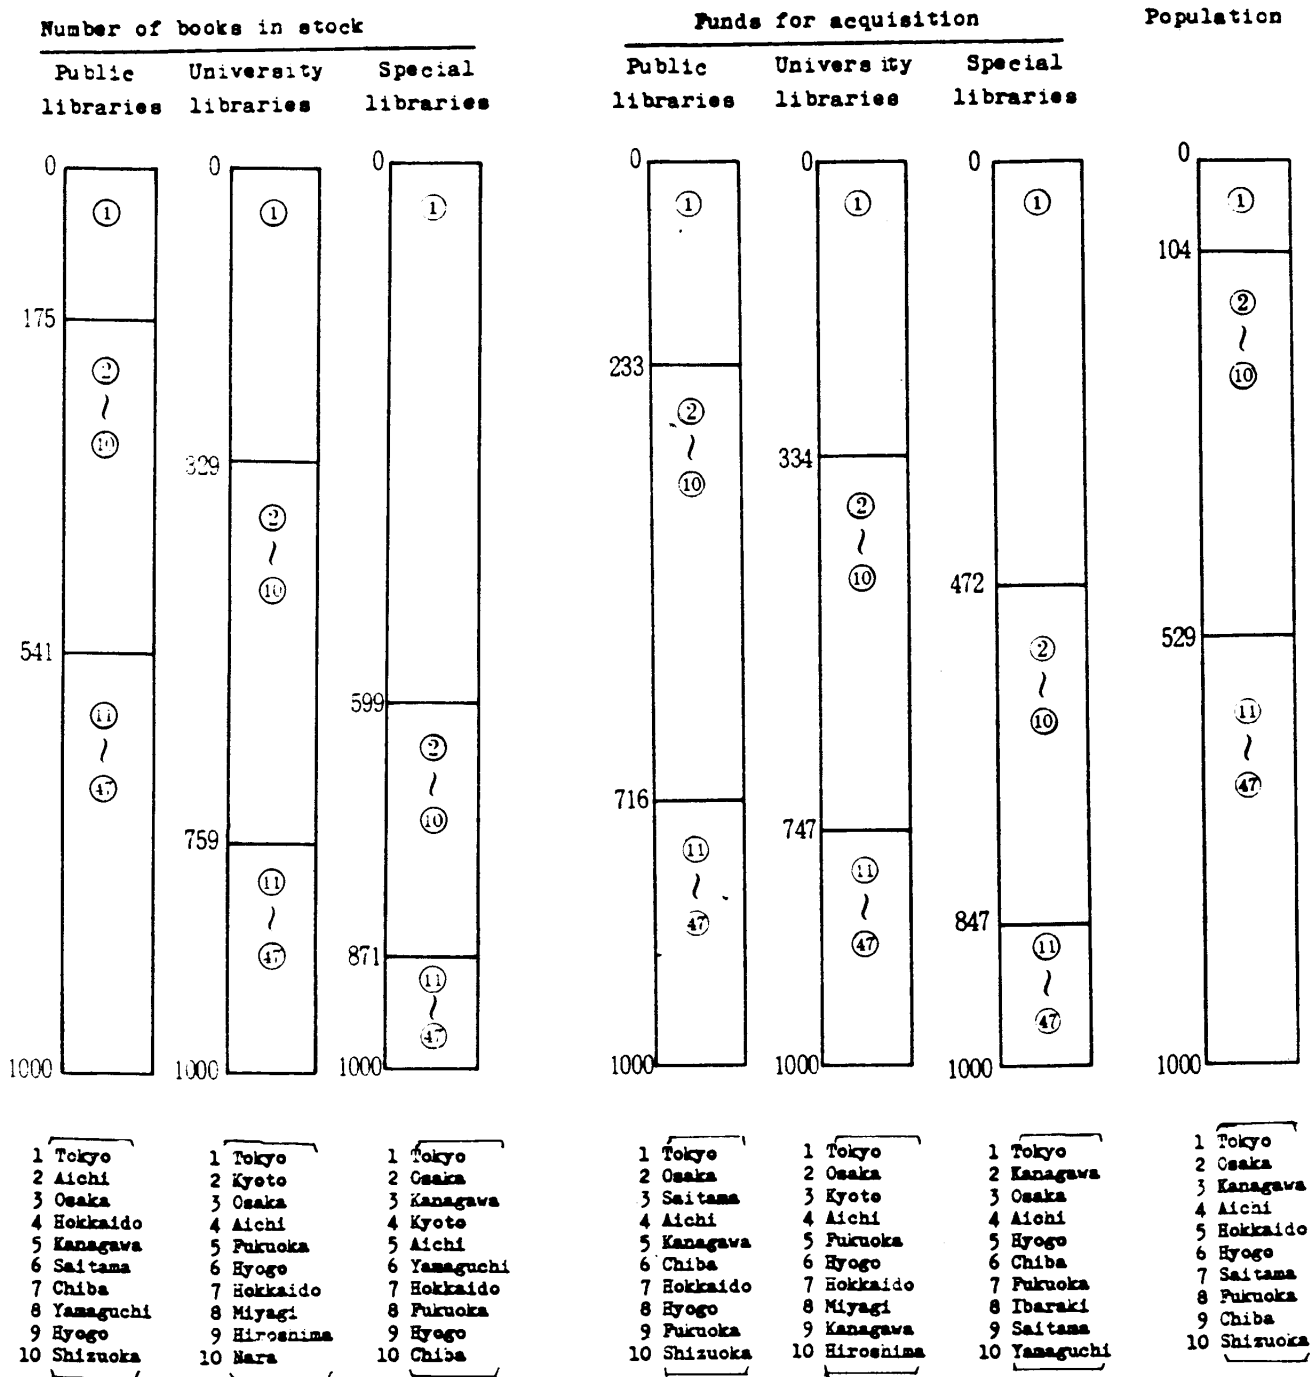 Number of books in stock
Public libraries
University libraries
Special libraries
0
①
175
②
~
⑩
541
⑪
~
㊼
1000
0
①
329
②
~
⑩
759
⑪
~
㊼
1000
0
①
599
②
~
⑩
871
⑪
~
㊼
1000
1 Tokyo
2 Aichi
3 Osaka
4 Hokkaido
5 Kanagawa
6 Saitama
7 Chiba
8 Yamaguchi
9 Hyogo
10 Shizuoka
1 Tokyo
2 Kyoto
3 Osaka
4 Aichi
5 Fukuoka
6 Hyogo
7 Hokkaido
8 Miyagi
9 Hiroshima
10 Nara
1 Tokyo
2 Osaka
3 Kanagawa
4 Kyoto
5 Aichi
6 Yamaguchi
7 Hokkaido
8 Fukuoka
9 Hyogo
10 Chiba
Funds for acquisition
Public libraries
University libraries
Special libraries
0
①
233
②
~
⑩
716
⑪
~
㊼
1000
0
①
334
②
~
⑩
747
⑪
~
㊼
1000
0
①
472
②
~
⑩
847
⑪
~
㊼
1000
1 Tokyo
2 Osaka
3 Saitama
4 Aichi
5 Kanagawa
6 Chiba
7 Hokkaido
8 Hyogo
9 Fukuoka
10 Shizuoka
1 Tokyo
2 Osaka
3 Kyoto
4 Aichi
5 Fukuoka
6 Hyogo
7 Hokkaido
8 Miyagi
9 Kanagawa
10 Hiroshima
1 Tokyo
2 Kanagawa
3 Osaka
4 Aichi
5 Hyogo
6 Chiba
7 Fukuoka
8 Ibaraki
9 Saitama
10 Yamaguchi
Population
0
①
104
②
~
⑩
529
⑪
~
㊼
1000
1 Tokyo
2 Osaka
3 Kanagawa
4 Aichi
5 Hokkaido
6 Hyogo
7 Saitama
8 Fukuoka
9 Chiba
10 Shizuoka